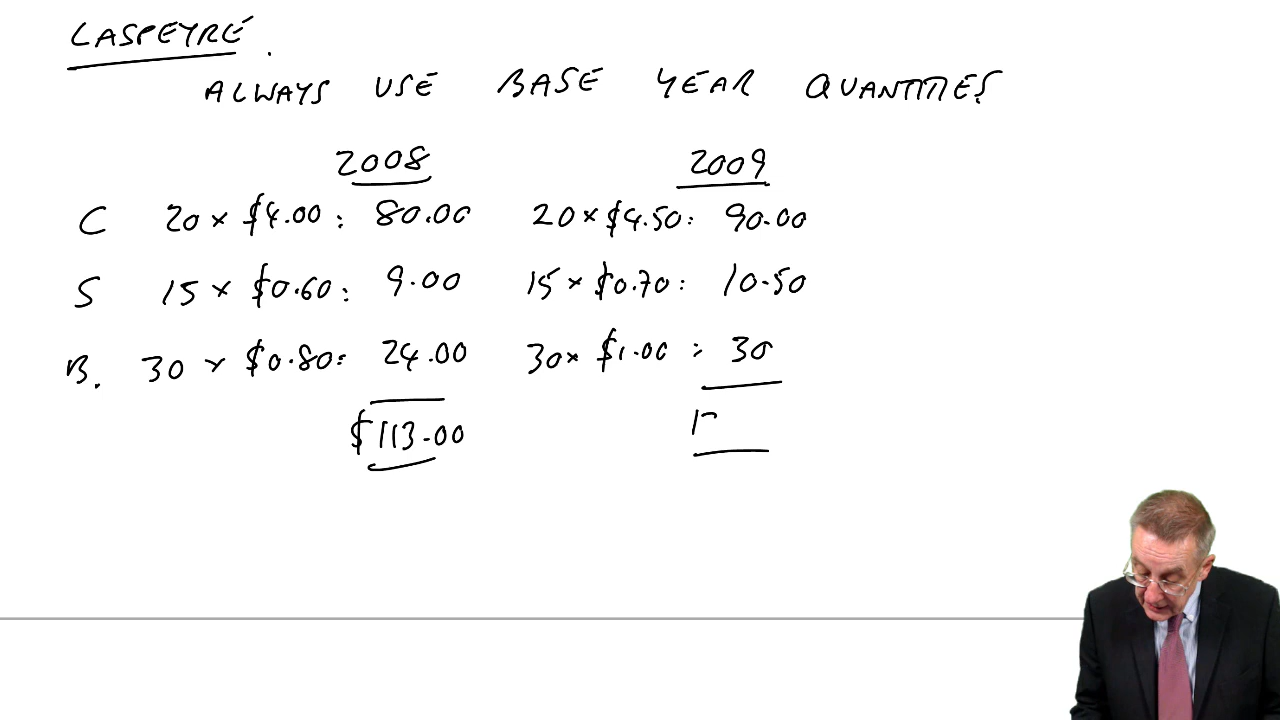 LASPEYRE.
ALWAYS USE BASE YEAR QUANTITIES
2008 2009
C 20 × $4.00 : 80.00 20 × $4.50 : 90.00
S 15 × $0.60 : 9.00 15 × $0.70 : 10.50
B. 30 × $0.80 = 24.00 30 × $1.00 = 30
$113.00